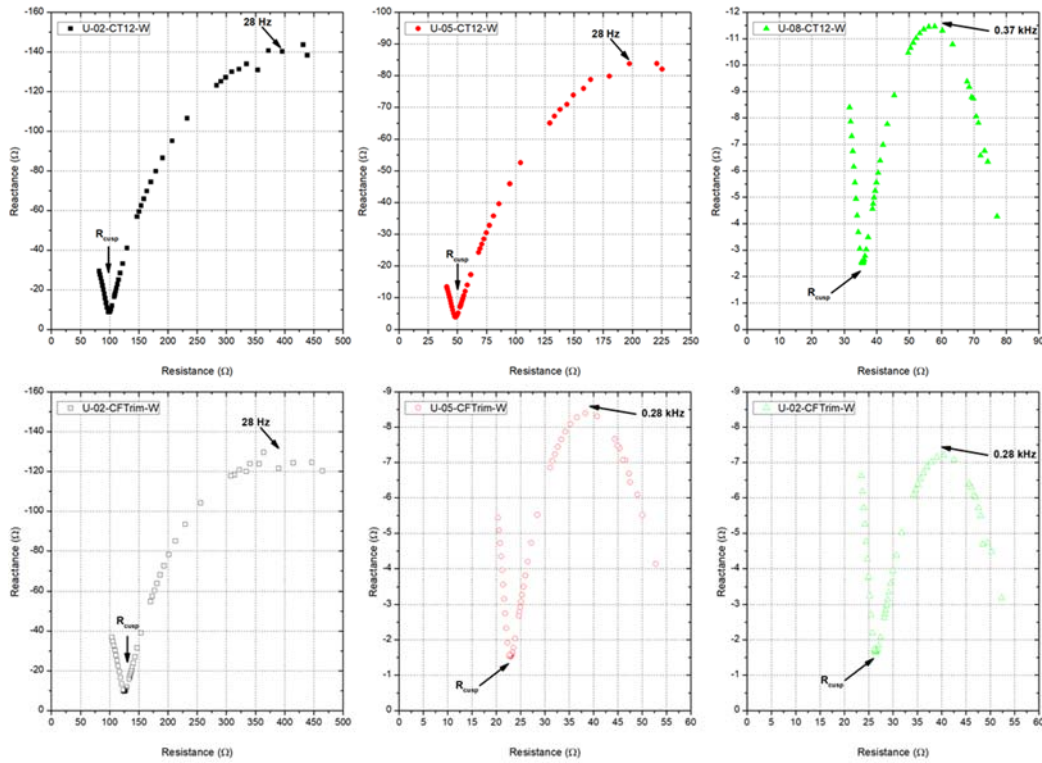 U-02-CT12-W
28 Hz
R_cusp
Reactance (Ω)
-160
-140
-120
-100
-80
-60
-40
-20
0
0 50 100 150 200 250 300 350 400 450 500
Resistance (Ω)
U-05-CT12-W
28 Hz
R_cusp
Reactance (Ω)
-100
-90
-80
-70
-60
-50
-40
-30
-20
-10
0
0 25 50 75 100 125 150 175 200 225 250
Resistance (Ω)
U-08-CT12-W
0.37 kHz
R_cusp
Reactance (Ω)
-12
-11
-10
-9
-8
-7
-6
-5
-4
-3
-2
-1
0
0 10 20 30 40 50 60 70 80 90
Resistance (Ω)
U-02-CFTrim-W
28 Hz
R_cusp
Reactance (Ω)
-160
-140
-120
-100
-80
-60
-40
-20
0
0 50 100 150 200 250 300 350 400 450 500
Resistance (Ω)
U-05-CFTrim-W
0.28 kHz
R_cusp
Reactance (Ω)
-9
-8
-7
-6
-5
-4
-3
-2
-1
0
0 5 10 15 20 25 30 35 40 45 50 55 60
Resistance (Ω)
U-02-CFTrim-W
0.28 kHz
R_cusp
Reactance (Ω)
-9
-8
-7
-6
-5
-4
-3
-2
-1
0
0 5 10 15 20 25 30 35 40 45 50 55 60
Resistance (Ω)